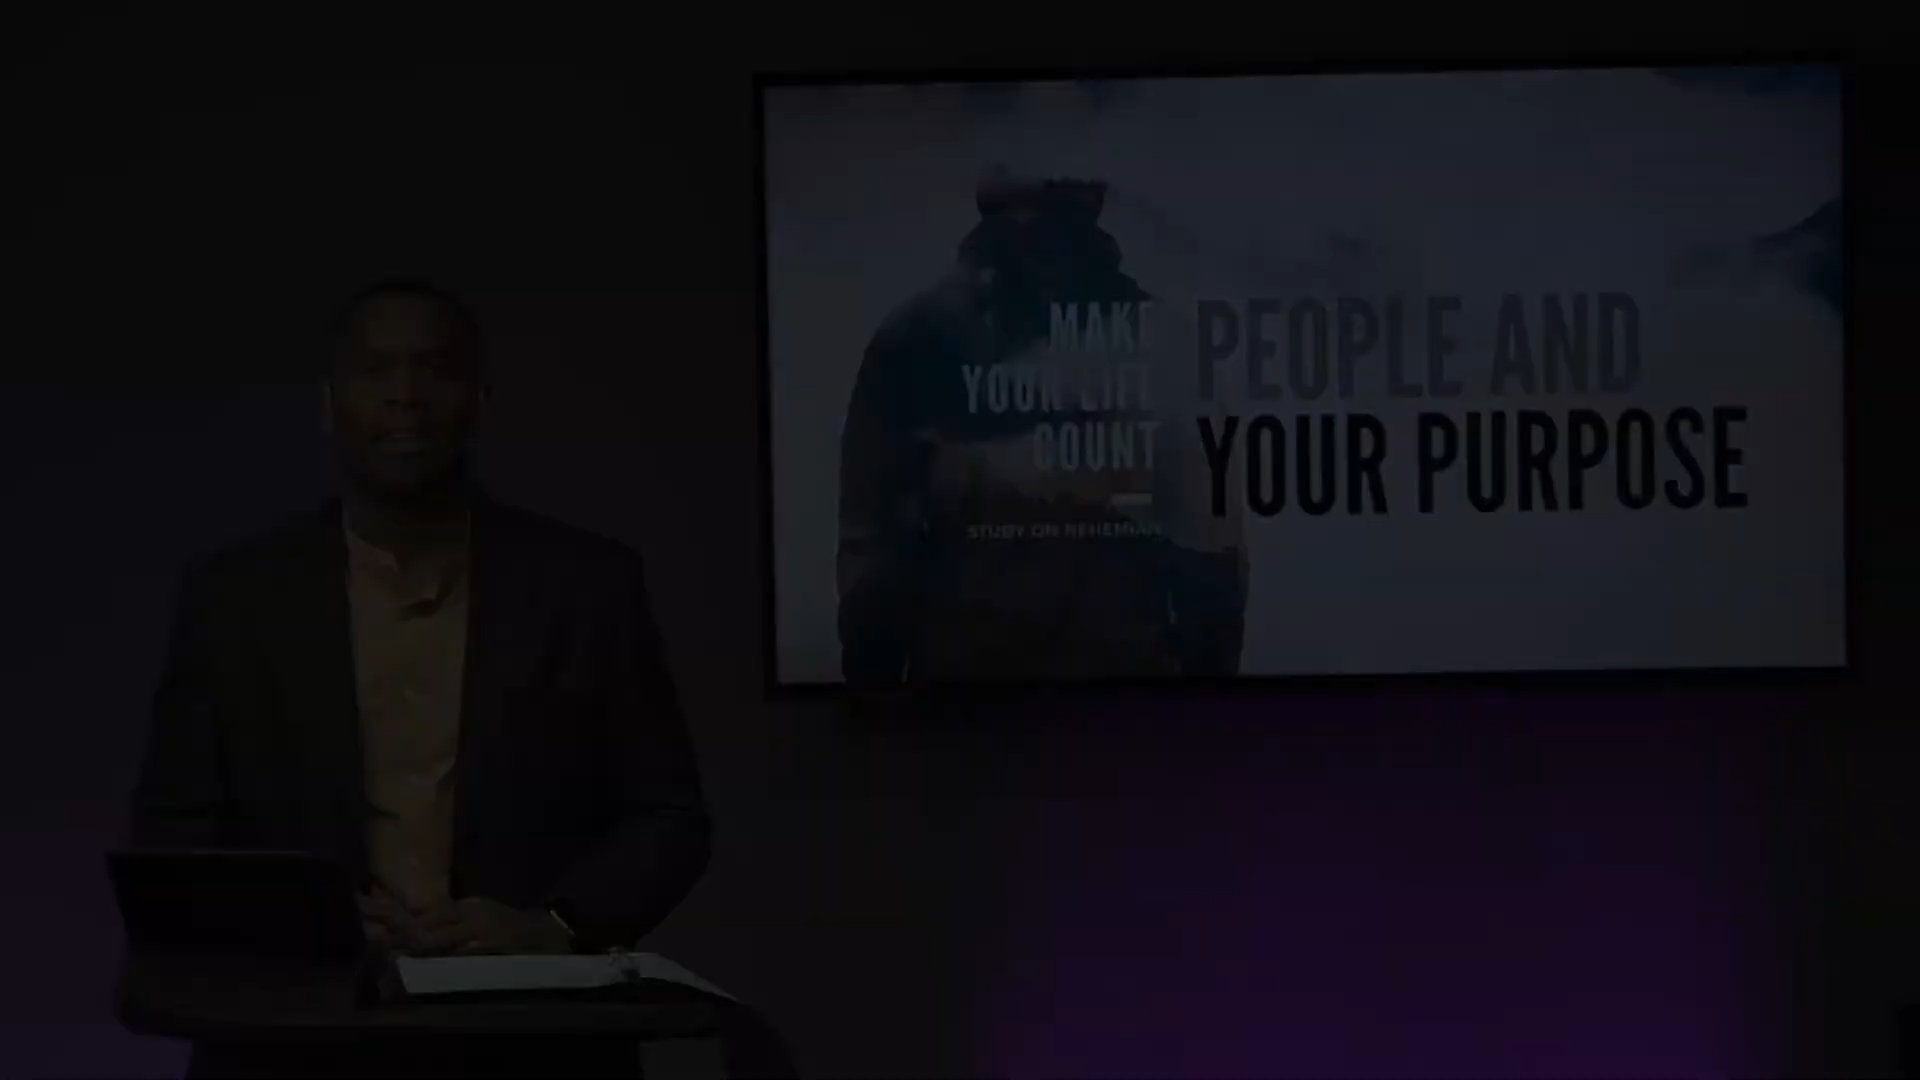 MAKE
YOUR LIFE
COUNT
STUDY ON NEHEMIAH
PEOPLE AND
YOUR PURPOSE